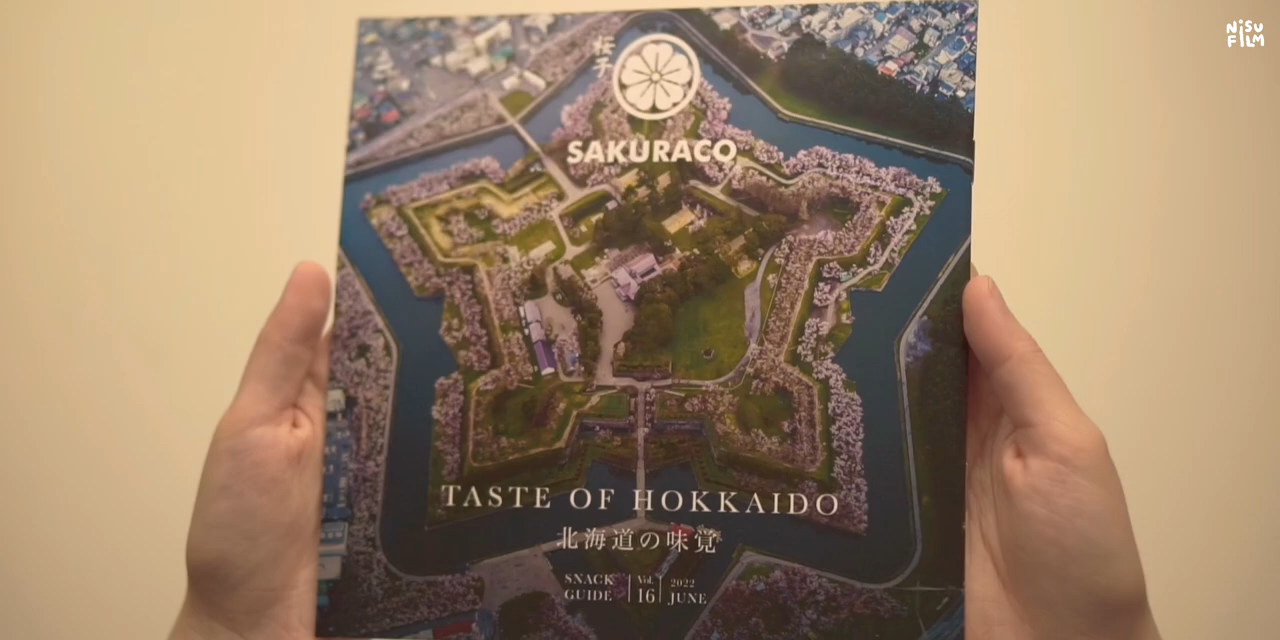 NiSU
FiLM
桜子
SAKURACO
TASTE OF HOKKAIDO
北海道の味覚
SNACK GUIDE
Vol. 16
2022 JUNE